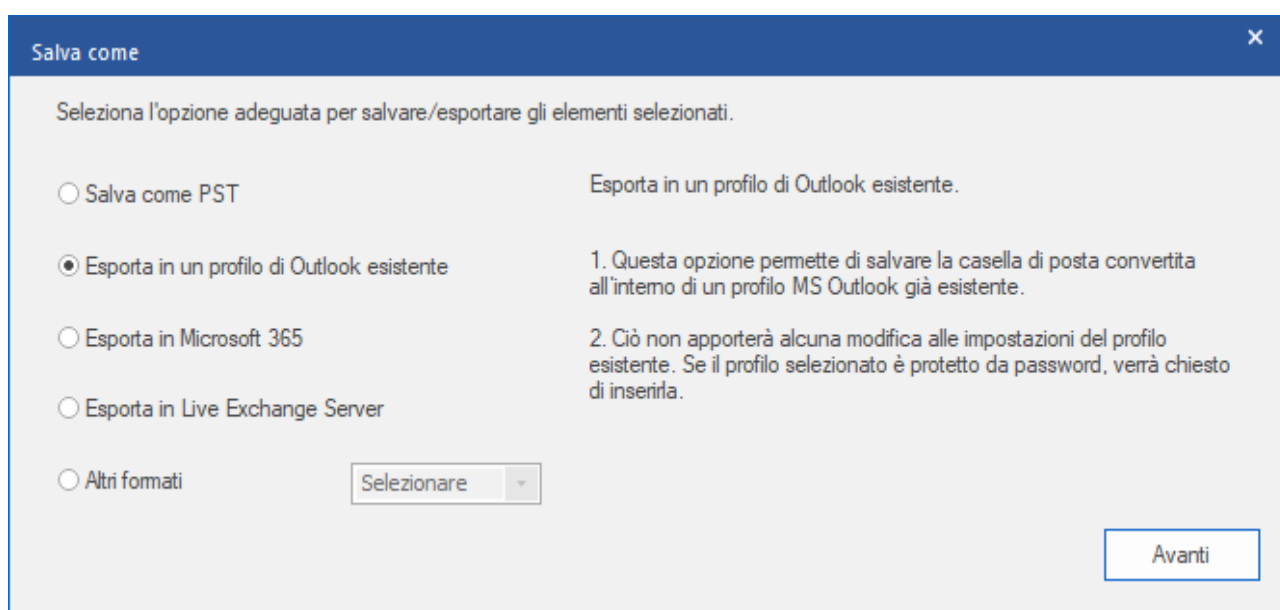 Salva come
Seleziona l'opzione adeguata per salvare/esportare gli elementi selezionati.
Salva come PST
Esporta in un profilo di Outlook esistente
Esporta in Microsoft 365
Esporta in Live Exchange Server
Altri formati
Selezionare
Esporta in un profilo di Outlook esistente.
1. Questa opzione permette di salvare la casella di posta convertita
all'interno di un profilo MS Outlook già esistente.
2. Ciò non apporterà alcuna modifica alle impostazioni del profilo
esistente. Se il profilo selezionato è protetto da password, verrà chiesto
di inserirla.
Avanti